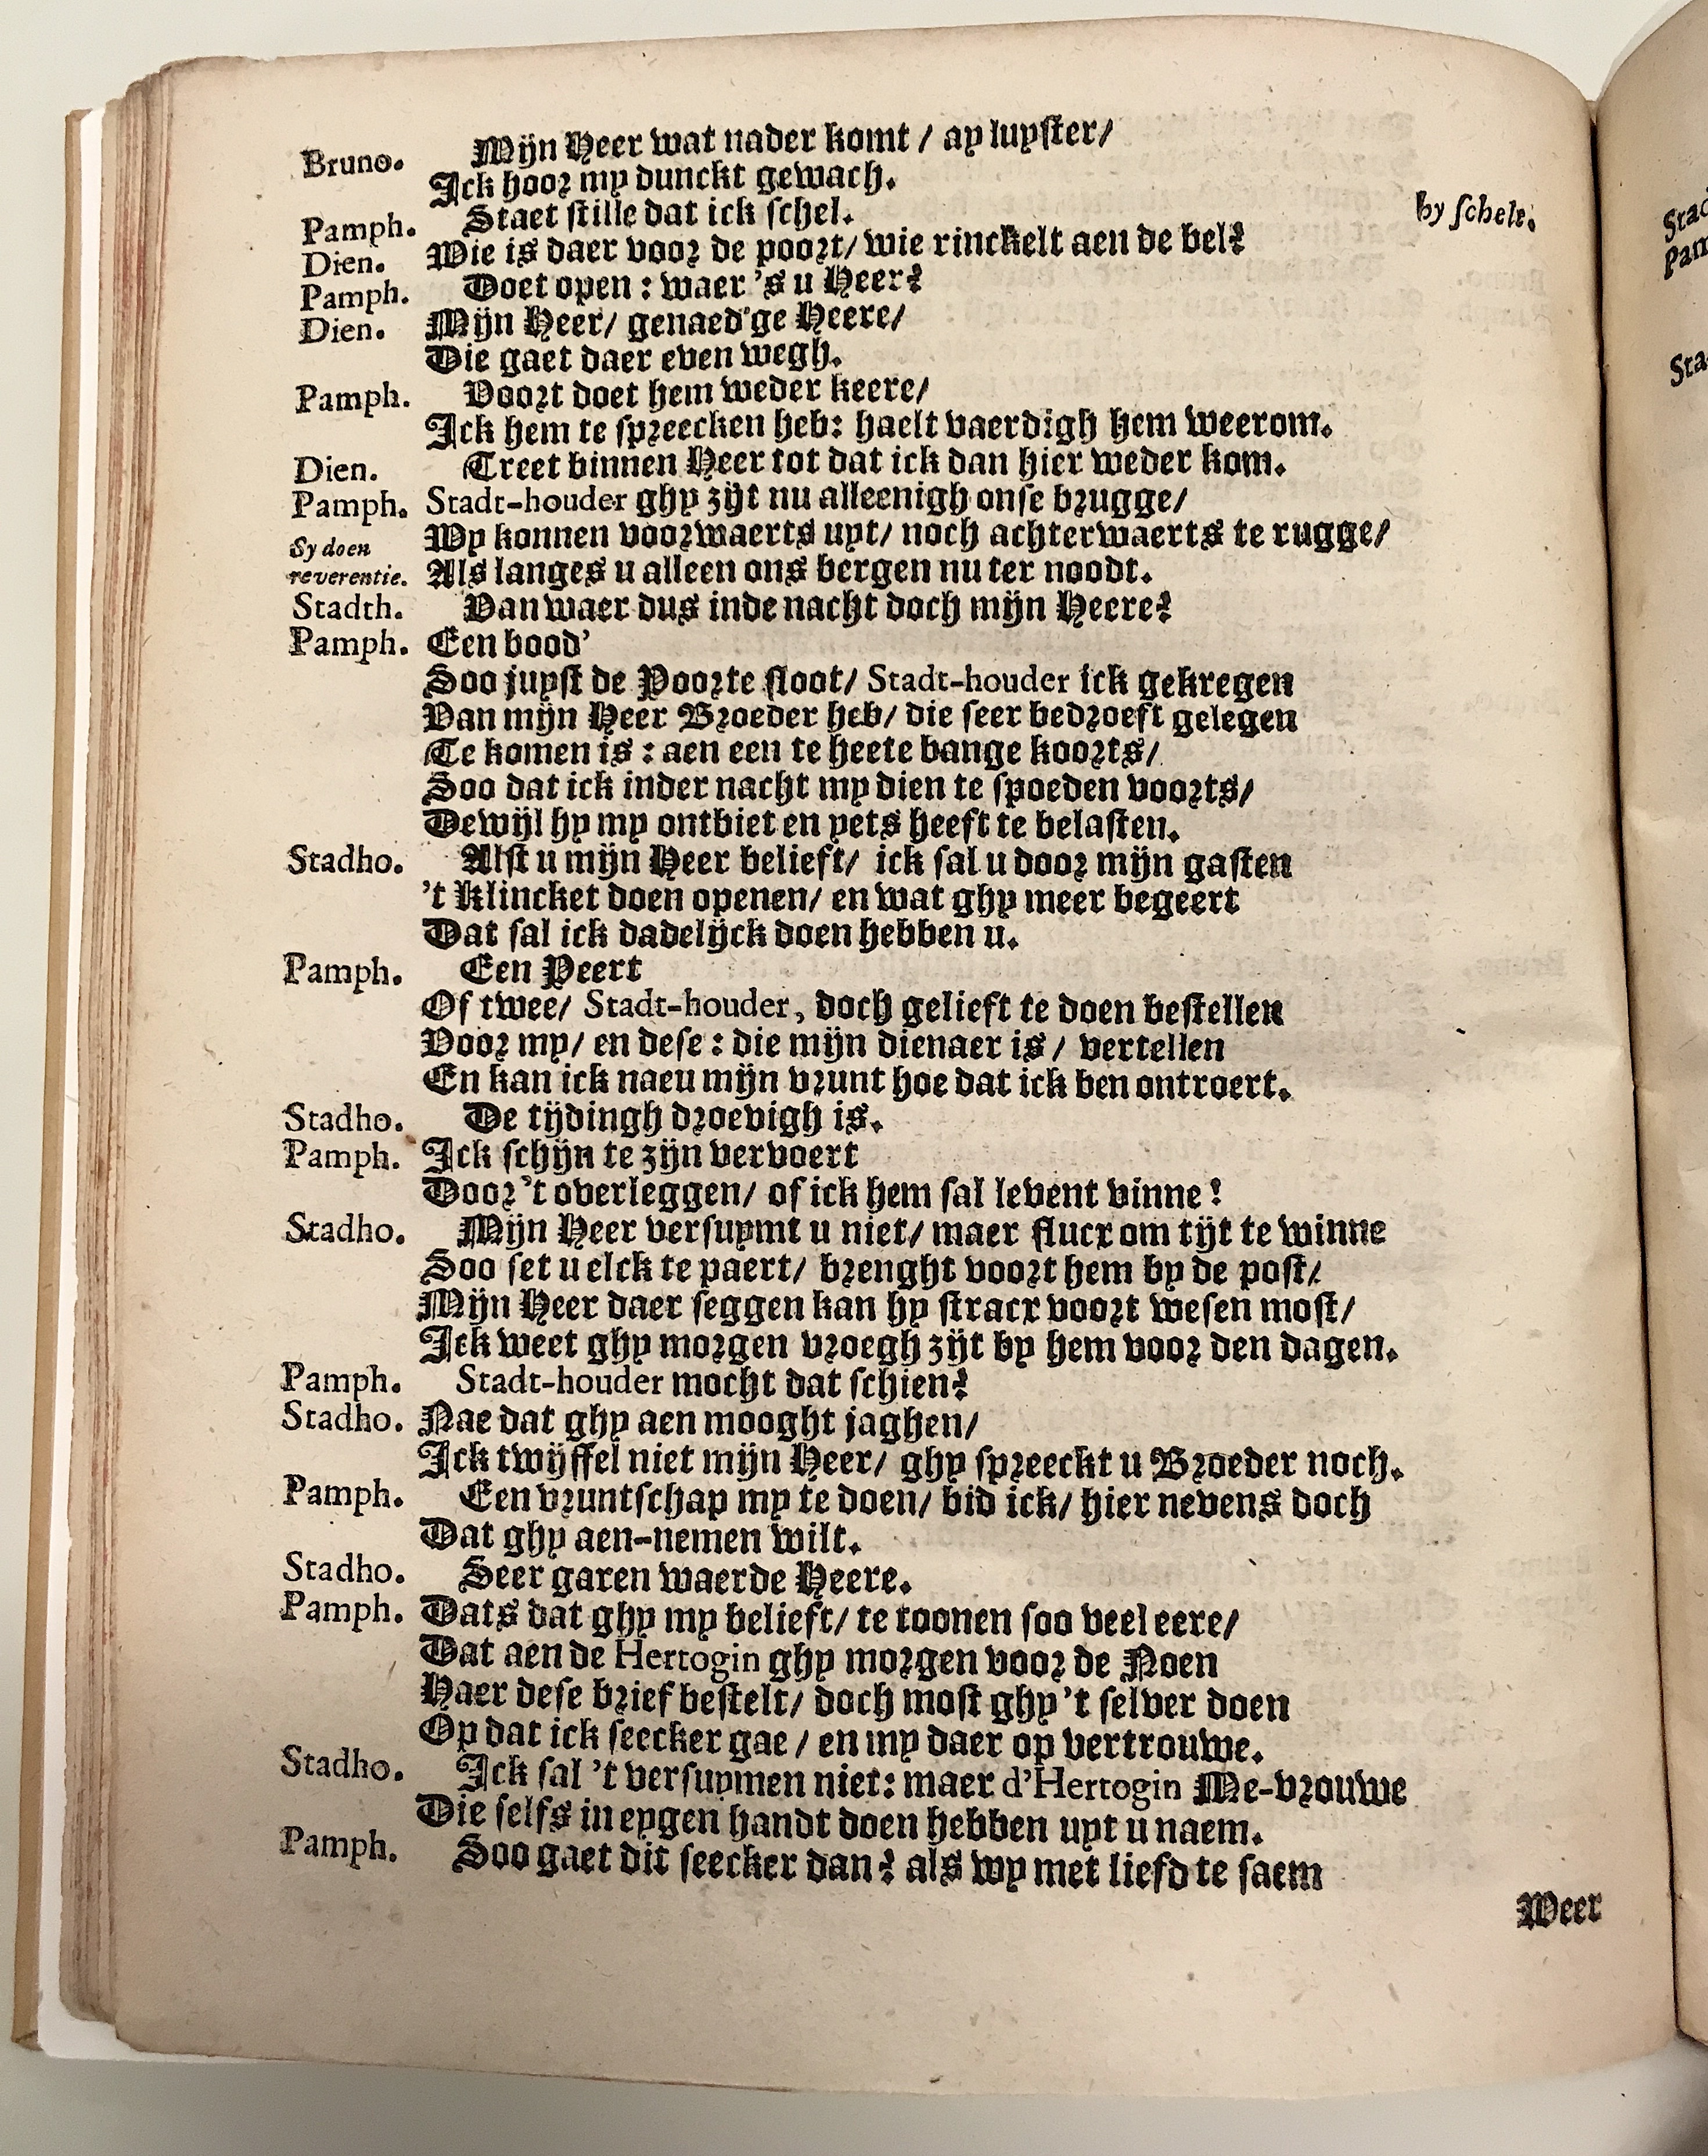 Bruno. Mijn Heer wat nader komt / ay luyster/
Ick hoor my dunckt gewach.
Pamph. Staet stille dat ick schel. hy schelt.
Dien. Wie is daer voor de poort/ wie rinckelt aen de bel?
Pamph. Doet open : waer 's u Heer?
Dien. Mijn Heer/ genaed'ge Heere/
Die gaet daer even wegh.
Pamph. Voort doet hem weder keere/
Ick hem te spreecken heb: haelt vaerdigh hem weerom.
Dien. Treet binnen Heer tot dat ick dan hier weder kom.
Pamph. Stadt-houder ghy zijt nu alleenigh onse brugge/
Sy doen Wy konnen voorwaerts uyt/ noch achterwaerts te rugge/
reverentie. Als langes u alleen ons bergen nu ter noodt.
Stadth. Van waer dus inde nacht doch mijn Heere?
Pamph. Een bood'
Soo juyst de Poorte sloot/ Stadt-houder ick gekregen
Van mijn Heer Broeder heb/ die seer bedroeft gelegen
Te komen is : aen een te heete bange koorts/
Soo dat ick inder nacht my dien te spoeden voorts/
Dewijl hy my ontbiet en yets heeft te belasten.
Stadho. Alst u mijn Heer belieft/ ick sal u door mijn gasten
't Klincket doen openen/ en wat ghy meer begeert
Dat sal ick dadelijck doen hebben u.
Pamph. Een Peert
Of twee/ Stadt-houder, doch gelieft te doen bestellen
Voor my/ en dese : die mijn dienaer is / vertellen
En kan ick naeu mijn vrunt hoe dat ick ben ontroert.
Stadho. De tijdingh droevigh is.
Pamph. Ick schijn te zijn vervoert
Door 't overleggen/ of ick hem sal levent vinne !
Stadho. Mijn Heer versuymt u niet/ maer flucx om tijt te winne
Soo set u elck te paert/ brenght voort hem by de post/
Mijn Heer daer seggen kan hy stracx voort wesen most/
Ick weet ghy morgen vroegh zijt by hem voor den dagen.
Pamph. Stadt-houder mocht dat schien?
Stadho. Nae dat ghy aen mooght jaghen/
Ick twijffel niet mijn Heer/ ghy spreeckt u Broeder noch.
Pamph. Een vruntschap my te doen/ bid ick/ hier nevens doch
Dat ghy aen-nemen wilt.
Stadho. Seer garen waerde Heere.
Pamph. Dats dat ghy my belieft/ te toonen soo veel eere/
Dat aen de Hertogin ghy morgen voor de Noen
Haer dese brief bestelt/ doch most ghy 't selver doen
Op dat ick seecker gae / en my daer op vertrouwe.
Stadho. Ick sal 't versuymen niet: maer d'Hertogin Me-vrouwe
Die selfs in eygen handt doen hebben uyt u naem.
Pamph. Soo gaet dit seecker dan? als wy met liefd te saem
Weer